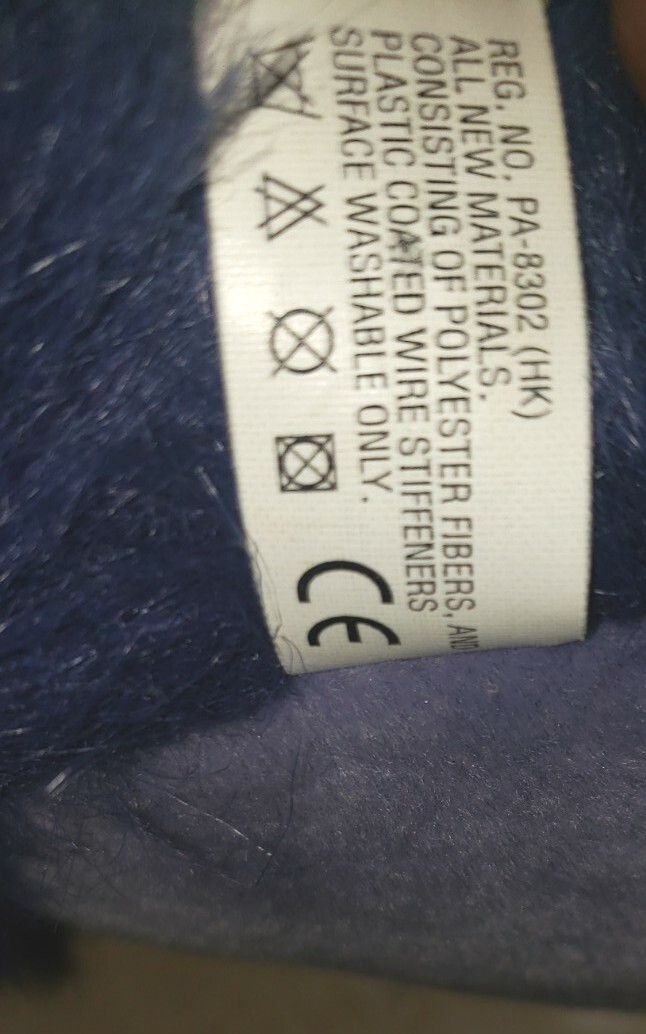 REG. NO. PA-8302 (HK)
ALL NEW MATERIALS.
CONSISTING OF POLYESTER FIBERS, AND
PLASTIC COATED WIRE STIFFENERS
SURFACE WASHABLE ONLY.
CE